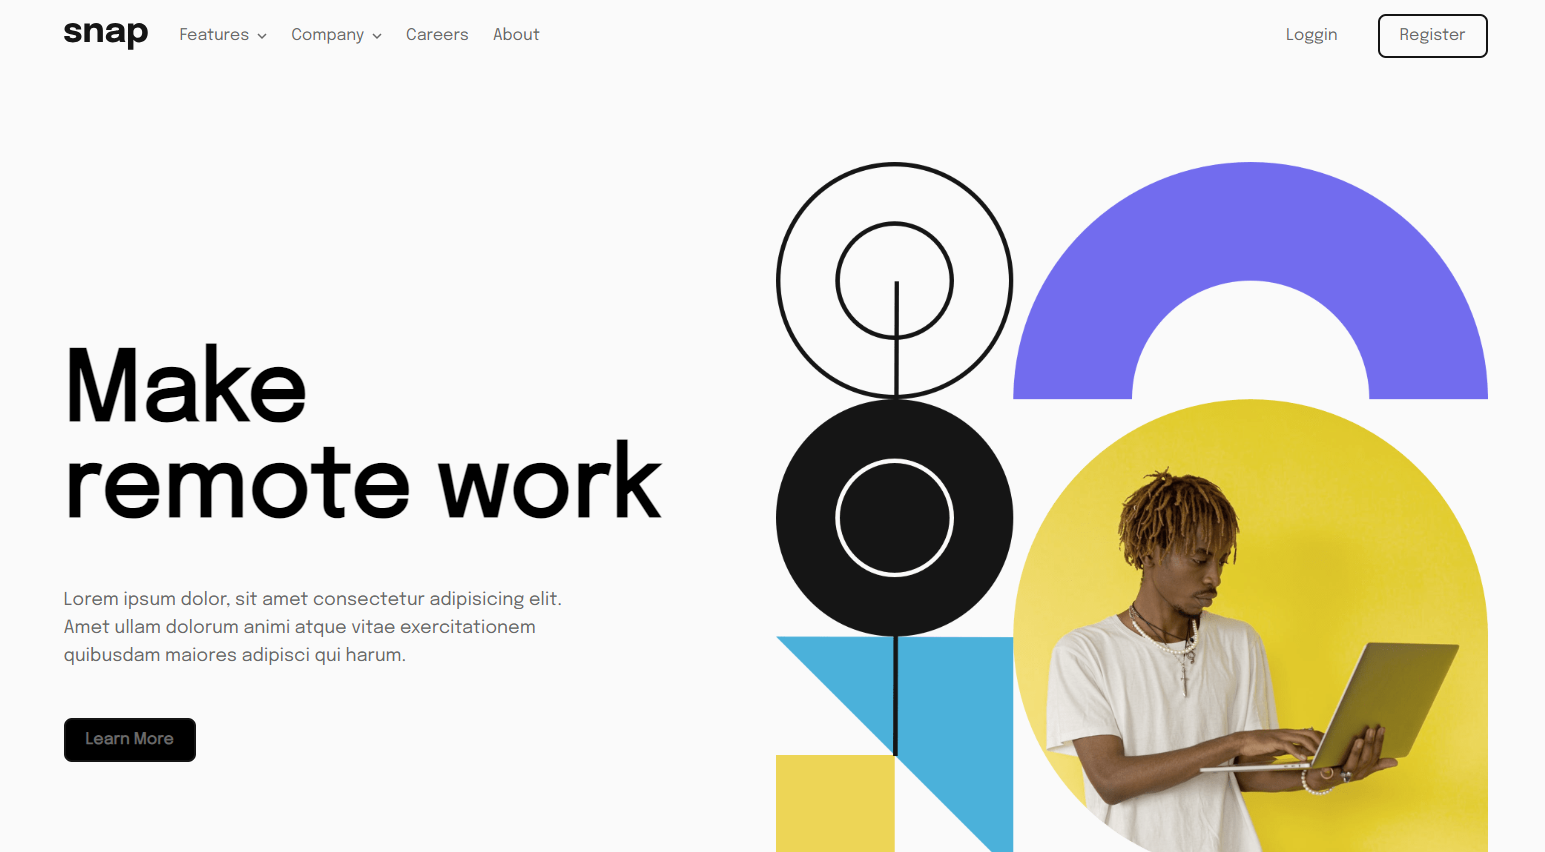 snap Features Company Careers About Loggin Register
Make
remote work
Lorem ipsum dolor, sit amet consectetur adipisicing elit.
Amet ullam dolorum animi atque vitae exercitationem
quibusdam maiores adipisci qui harum.
Learn More